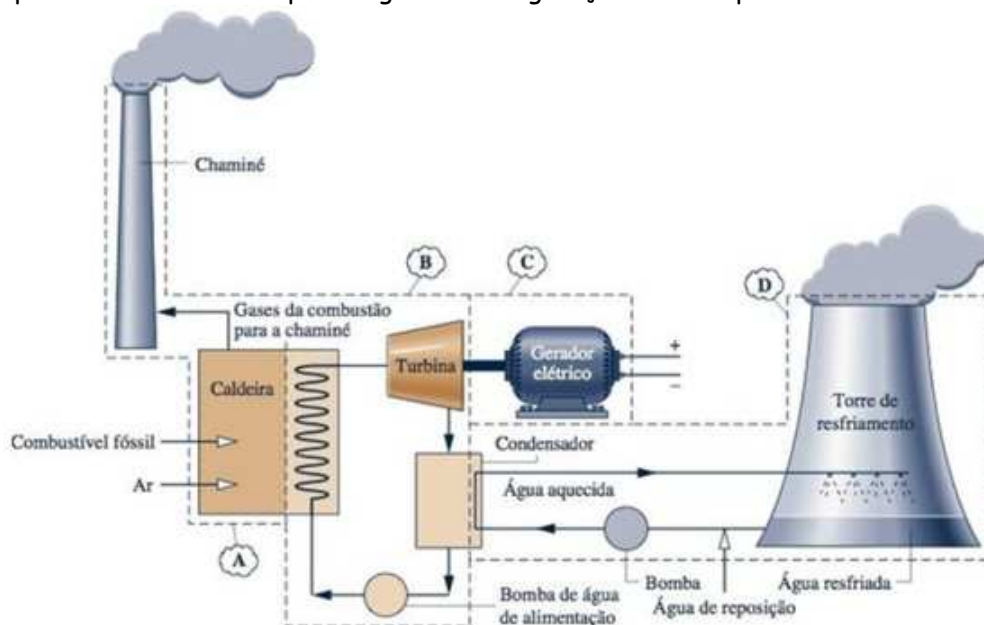 Chaminé
B
C
D
Gases da combustão
para a chaminé
Caldeira
Turbina
Gerador
elétrico
+
−
Torre de
resfriamento
Combustível fóssil
Ar
Condensador
Água aquecida
A
Bomba de água
de alimentação
Bomba
Água de reposição
Água resfriada